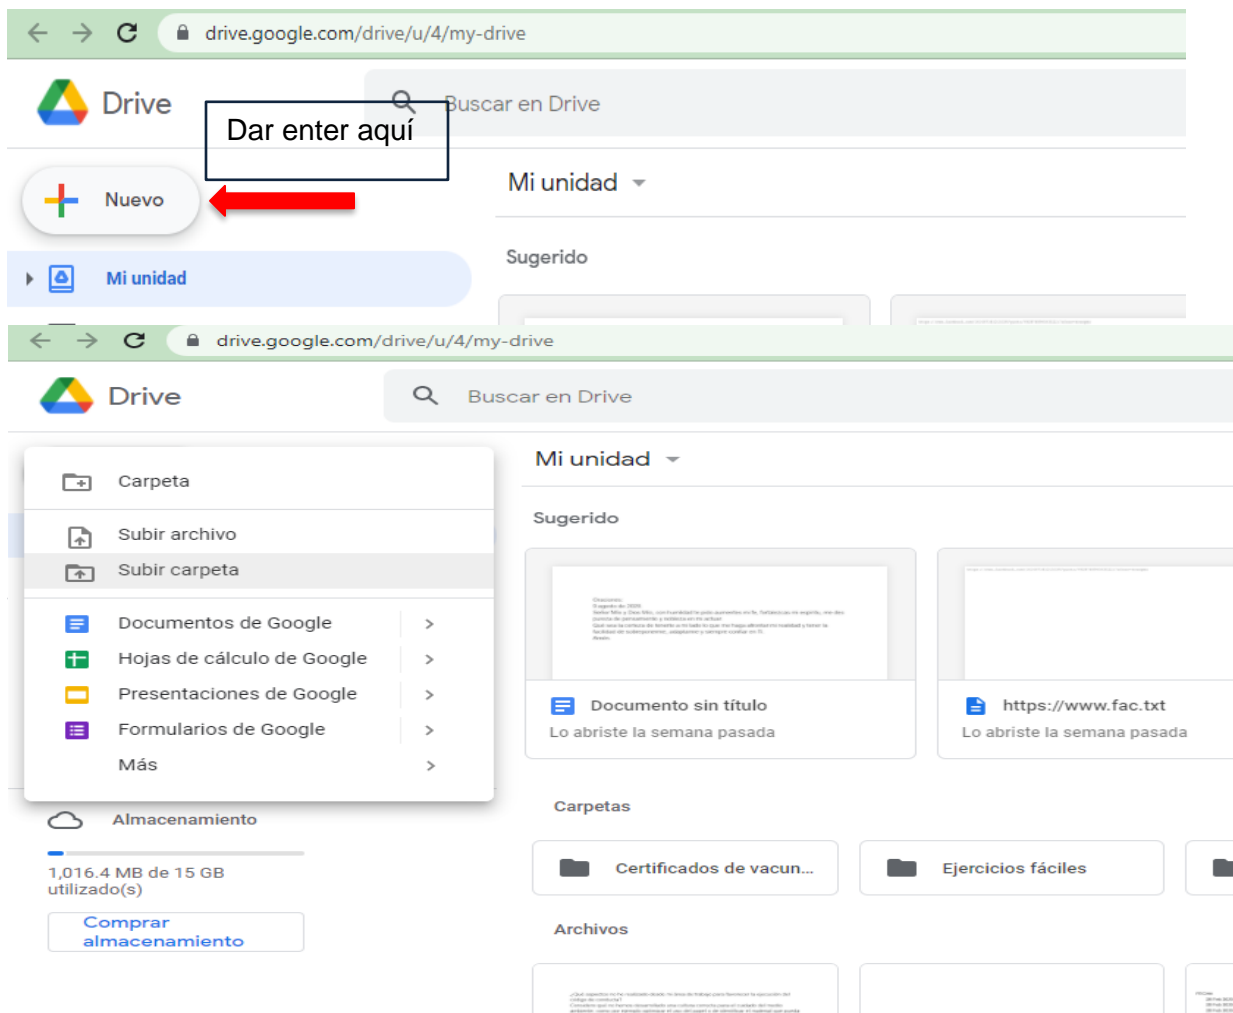 drive.google.com/drive/u/4/my-drive
Drive
Buscar en Drive
Dar enter aquí
Nuevo
Mi unidad
Sugerido
Mi unidad
drive.google.com/drive/u/4/my-drive
Drive
Buscar en Drive
Carpeta
Subir archivo
Subir carpeta
Documentos de Google
Hojas de cálculo de Google
Presentaciones de Google
Formularios de Google
Más
Almacenamiento
1,016.4 MB de 15 GB
utilizado(s)
Comprar
almacenamiento
Mi unidad
Sugerido
Oraciones:
Documento sin título
Lo abriste la semana pasada
https://www.fac.txt
Lo abriste la semana pasada
Carpetas
Certificados de vacun...
Ejercicios fáciles
Archivos